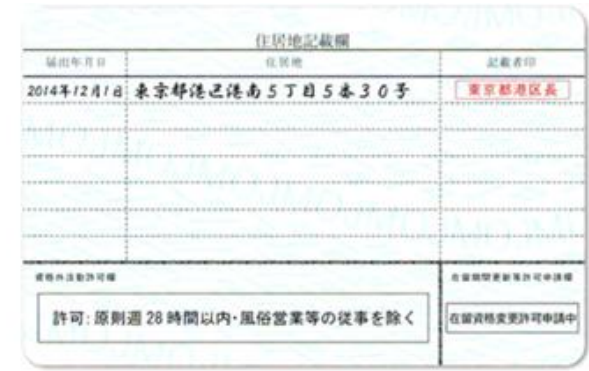 住居地記載欄
届出年月日 住居地 記載者印
2014年12月1日 東京都港区港南5丁目5番30号 東京都港区長
資格外活動許可欄 在留期間更新等許可申請欄
許可: 原則週28時間以内・風俗営業等の従事を除く 在留資格変更許可申請中